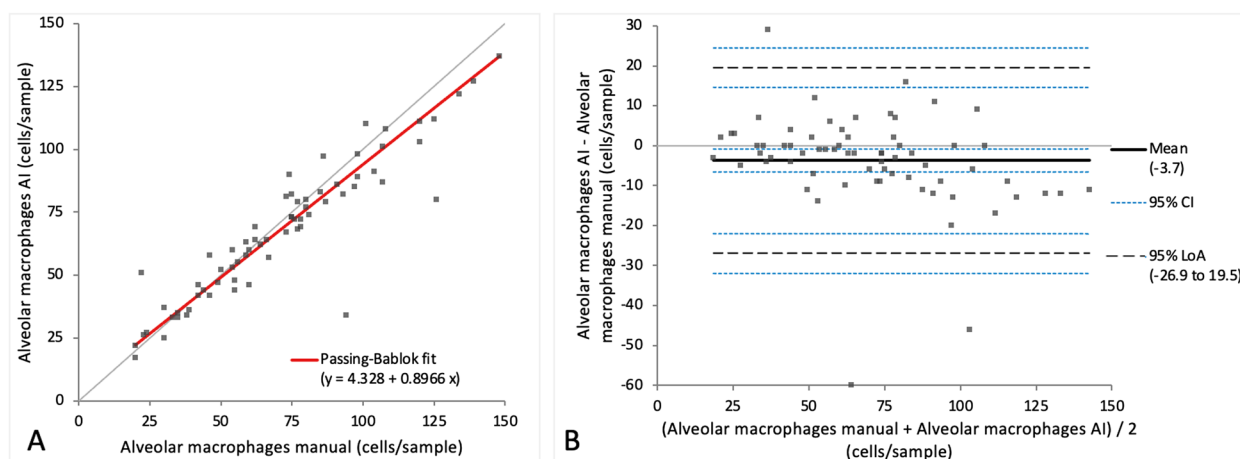 150
125
100
75
50
25
0
Alveolar macrophages AI (cells/sample)
Passing-Bablok fit
(y = 4.328 + 0.8966 x)
0 25 50 75 100 125 150
Alveolar macrophages manual (cells/sample)
A
30
20
10
0
-10
-20
-30
-40
-50
-60
Alveolar macrophages AI - Alveolar
macrophages manual (cells/sample)
Mean
(-3.7)
95% CI
95% LoA
(-26.9 to 19.5)
0 25 50 75 100 125 150
(Alveolar macrophages manual + Alveolar macrophages AI) / 2
(cells/sample)
B